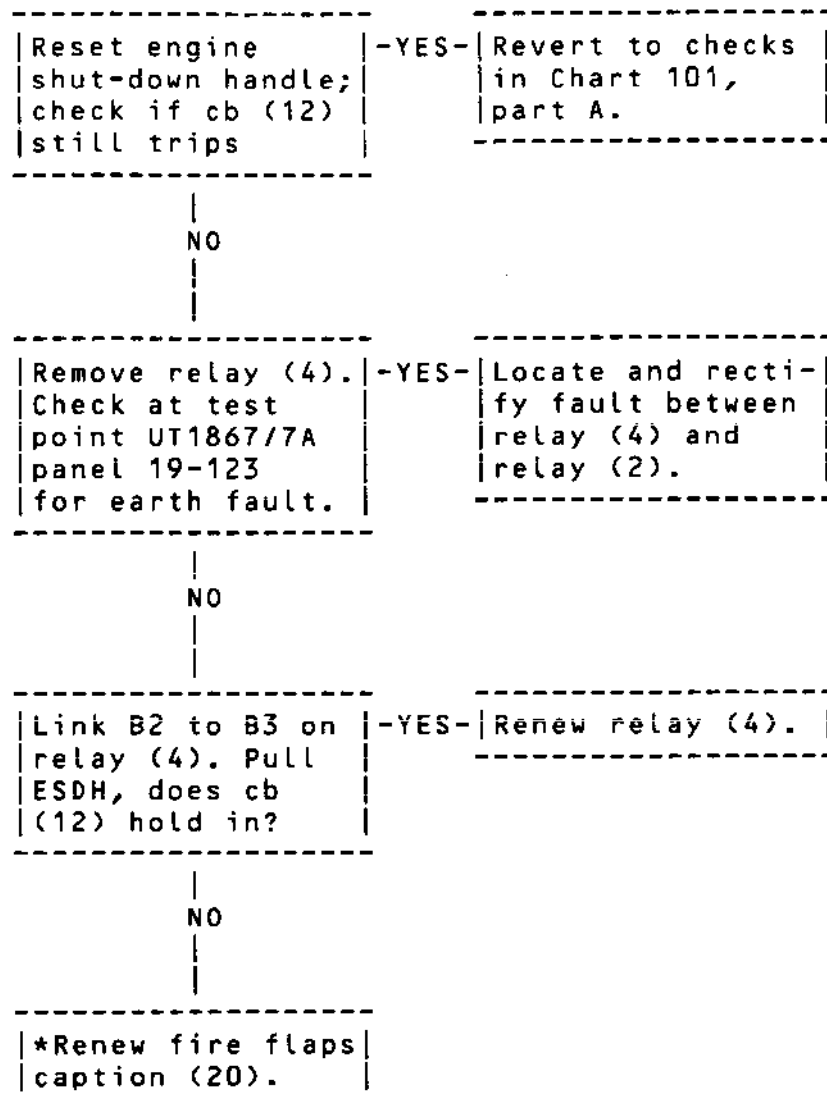 Reset engine -YES- Revert to checks
shut-down handle; in Chart 101,
check if cb (12) part A.
still trips
NO
Remove relay (4). -YES- Locate and recti-
Check at test fy fault between
point UT1867/7A relay (4) and
panel 19-123 relay (2).
for earth fault.
NO
Link B2 to B3 on -YES- Renew relay (4).
relay (4). Pull
ESDH, does cb
(12) hold in?
NO
*Renew fire flaps
caption (20).